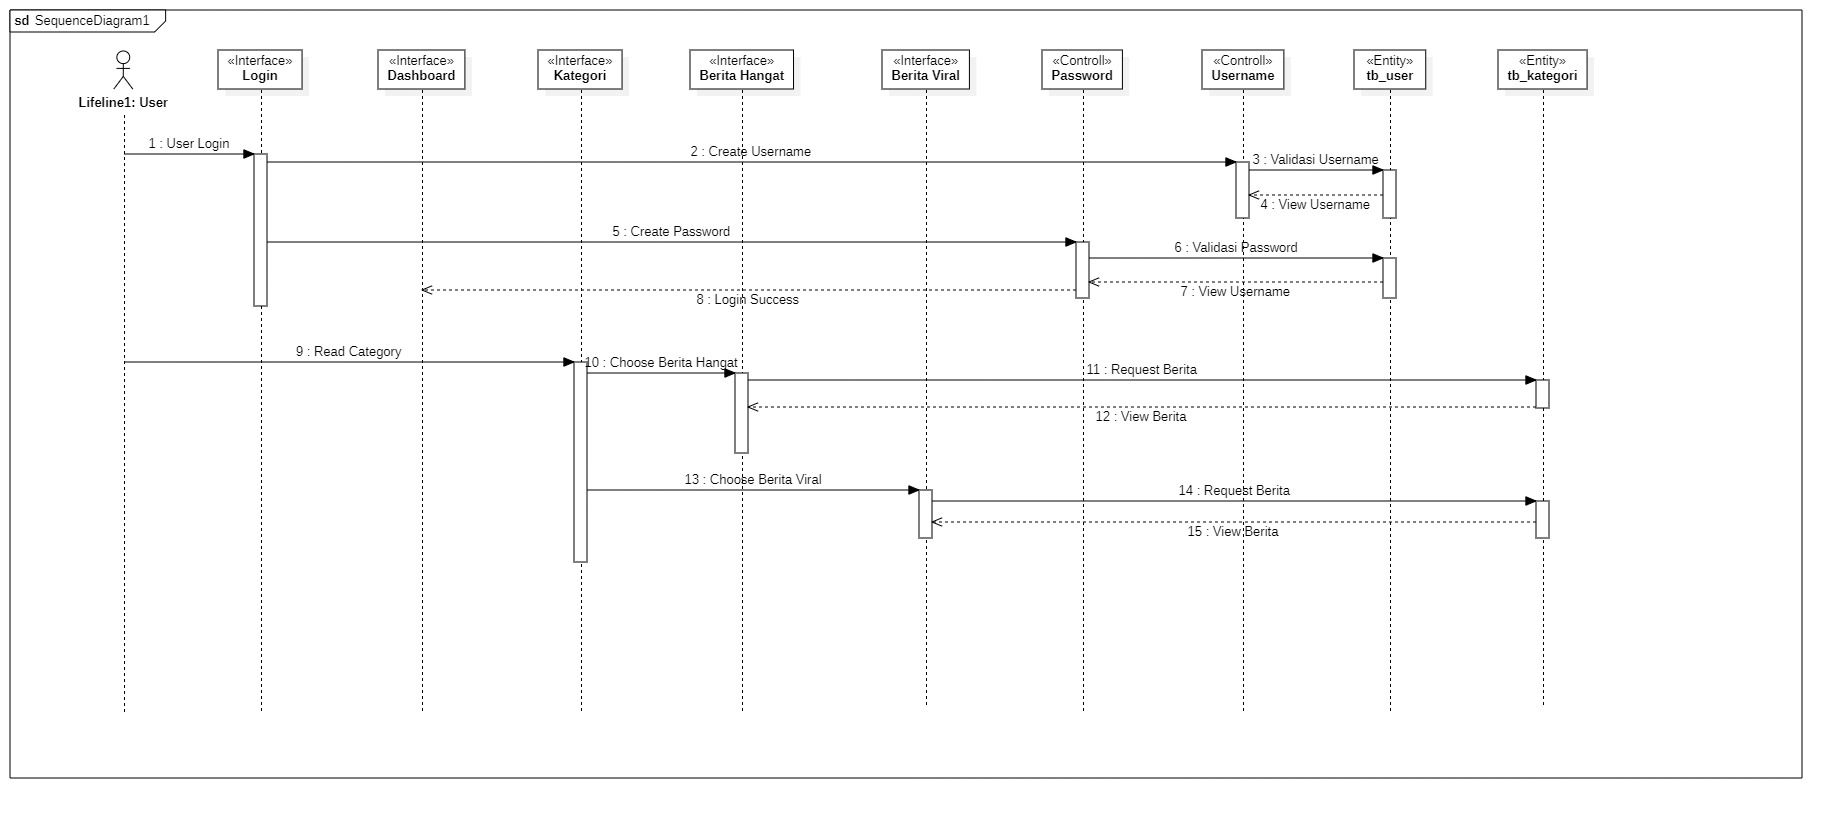 sd SequenceDiagram1
«Interface»
Login
«Interface»
Dashboard
«Interface»
Kategori
«Interface»
Berita Hangat
«Interface»
Berita Viral
«Controll»
Password
«Controll»
Username
«Entity»
tb_user
«Entity»
tb_kategori
Lifeline1: User
1 : User Login
2 : Create Username
3 : Validasi Username
4 : View Username
5 : Create Password
6 : Validasi Password
7 : View Username
8 : Login Success
9 : Read Category
10 : Choose Berita Hangat
11 : Request Berita
12 : View Berita
13 : Choose Berita Viral
14 : Request Berita
15 : View Berita